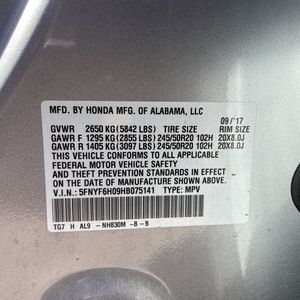 MFD. BY HONDA MFG. OF ALABAMA, LLC
09/17
GVWR 2650 KG (5842 LBS) TIRE SIZE RIM SIZE
GAWR F 1295 KG (2855 LBS) 245/50R20 102H 20X8.0J
GAWR R 1405 KG (3097 LBS) 245/50R20 102H 20X8.0J
THIS VEHICLE CONFORMS TO ALL APPLICABLE
FEDERAL MOTOR VEHICLE SAFETY
AND THEFT PREVENTION STANDARDS IN EFFECT
ON THE DATE OF MANUFACTURE SHOWN ABOVE.
V.I.N.: 5FNYF6H09HB075141 TYPE: MPV
TG7 H AL9 -NH830M -B -B